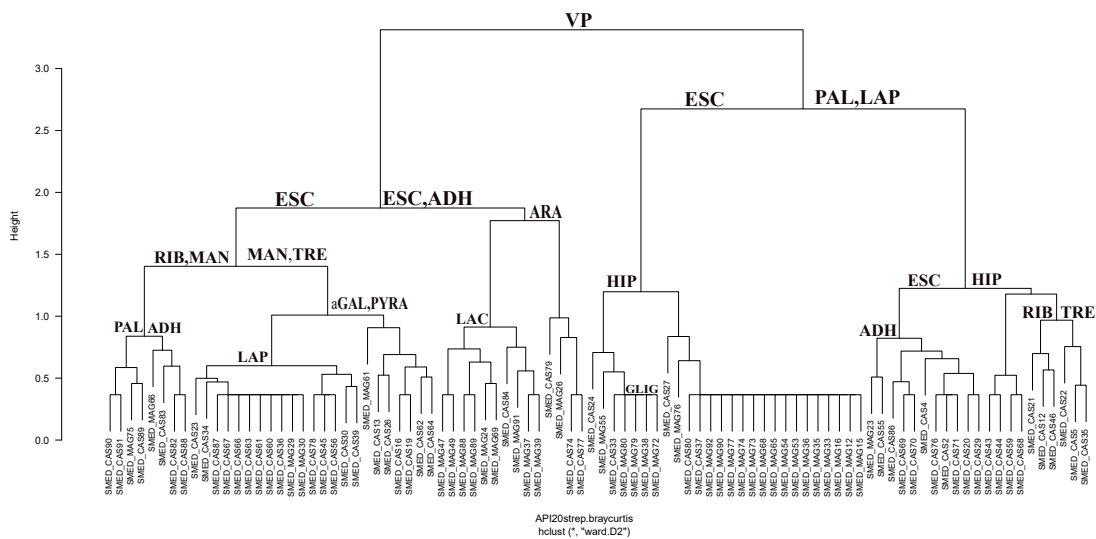 VP
ESC PAL,LAP
3.0
2.5
2.0
1.5
1.0
0.5
0.0
Height
ESC ESC,ADH
ARA
RIB,MAN MAN,TRE
HIP
ESC HIP
aGAL,PYRA
LAC
RIB TRE
PAL ADH
ADH
LAP
GLIG
SMED_CAS90
SMED_CAS91
SMED_MAG75
SMED_CAS89
SMED_MAG66
SMED_CAS83
SMED_CAS82
SMED_CAS88
SMED_CAS23
SMED_CAS34
SMED_CAS87
SMED_CAS67
SMED_CAS66
SMED_CAS63
SMED_CAS61
SMED_CAS60
SMED_CAS36
SMED_MAG29
SMED_MAG30
SMED_CAS78
SMED_CAS45
SMED_CAS56
SMED_CAS30
SMED_CAS39
SMED_MAG61
SMED_CAS13
SMED_CAS26
SMED_CAS16
SMED_CAS19
SMED_CAS62
SMED_CAS64
SMED_MAG47
SMED_MAG49
SMED_MAG88
SMED_MAG89
SMED_MAG24
SMED_MAG69
SMED_CAS84
SMED_MAG91
SMED_MAG37
SMED_MAG39
SMED_CAS79
SMED_MAG26
SMED_CAS74
SMED_CAS77
SMED_CAS24
SMED_MAG55
SMED_CAS33
SMED_MAG80
SMED_MAG79
SMED_MAG38
SMED_MAG72
SMED_CAS27
SMED_MAG76
SMED_CAS80
SMED_CAS37
SMED_MAG92
SMED_MAG90
SMED_MAG77
SMED_MAG74
SMED_MAG73
SMED_MAG68
SMED_MAG65
SMED_MAG54
SMED_MAG53
SMED_MAG33
SMED_MAG16
SMED_MAG12
SMED_MAG15
SMED_MAG23
SMED_CAS55
SMED_CAS86
SMED_CAS69
SMED_CAS70
SMED_CAS4
SMED_CAS76
SMED_CAS2
SMED_CAS71
SMED_CAS20
SMED_CAS29
SMED_CAS43
SMED_CAS44
SMED_CAS59
SMED_CAS68
SMED_CAS21
SMED_CAS12
SMED_CAS46
SMED_CAS22
SMED_CAS5
SMED_CAS35
API20strep.braycurtis
hclust (*, "ward.D2")